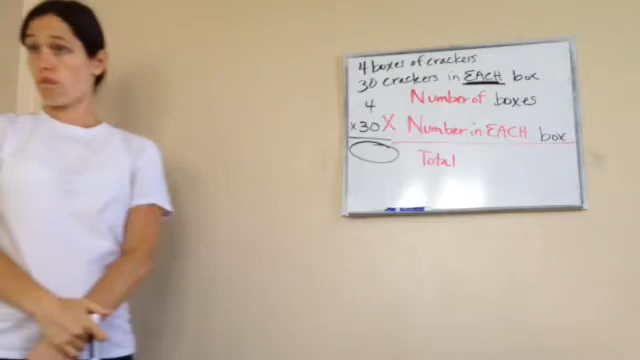 4 boxes of crackers
30 crackers in EACH box
4 Number of boxes
x30 X Number in EACH box
Total